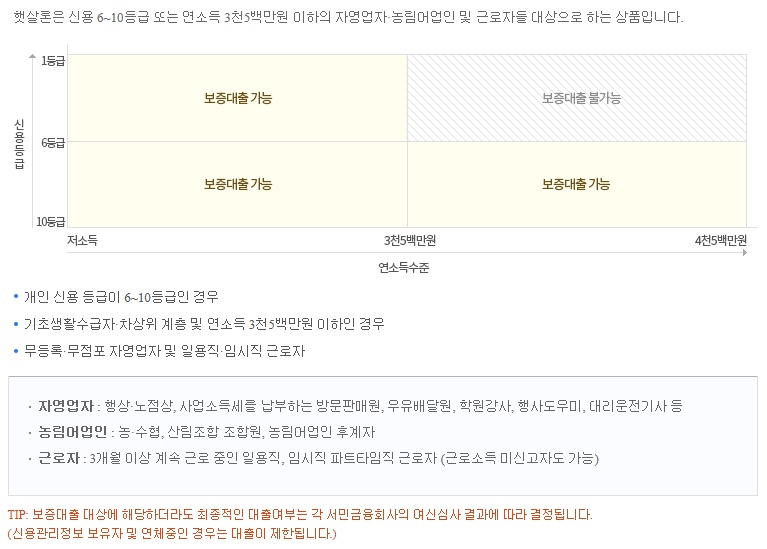 햇살론은 신용 6~10등급 또는 연소득 3천5백만원 이하의 자영업자·농림어업인 및 근로자를 대상으로 하는 상품입니다.
1등급
보증대출 가능
보증대출 불가능
신용등급
6등급
보증대출 가능
보증대출 가능
10등급
저소득
3천5백만원
4천5백만원
연소득수준
• 개인 신용 등급이 6~10등급인 경우
• 기초생활수급자·차상위 계층 및 연소득 3천5백만원 이하인 경우
• 무등록·무점포 자영업자 및 일용직·임시직 근로자
· 자영업자 : 행상·노점상, 사업소득세를 납부하는 방문판매원, 우유배달원, 학원강사, 행사도우미, 대리운전기사 등
· 농림어업인 : 농·수협, 산림조합 조합원, 농림어업인 후계자
· 근로자 : 3개월 이상 계속 근로 중인 일용직, 임시직 파트타임직 근로자 (근로소득 미신고자도 가능)
TIP: 보증대출 대상에 해당하더라도 최종적인 대출여부는 각 서민금융회사의 여신심사 결과에 따라 결정됩니다.
(신용관리정보 보유자 및 연체중인 경우는 대출이 제한됩니다.)